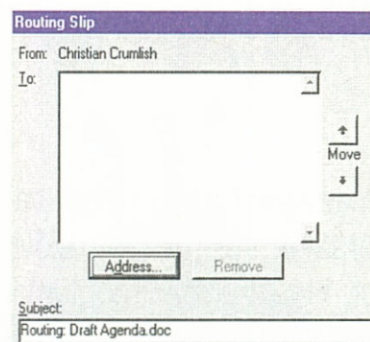 Routing Slip
From: Christian Crumlish
To:
Move
Address... Remove
Subject:
Routing: Draft Agenda.doc